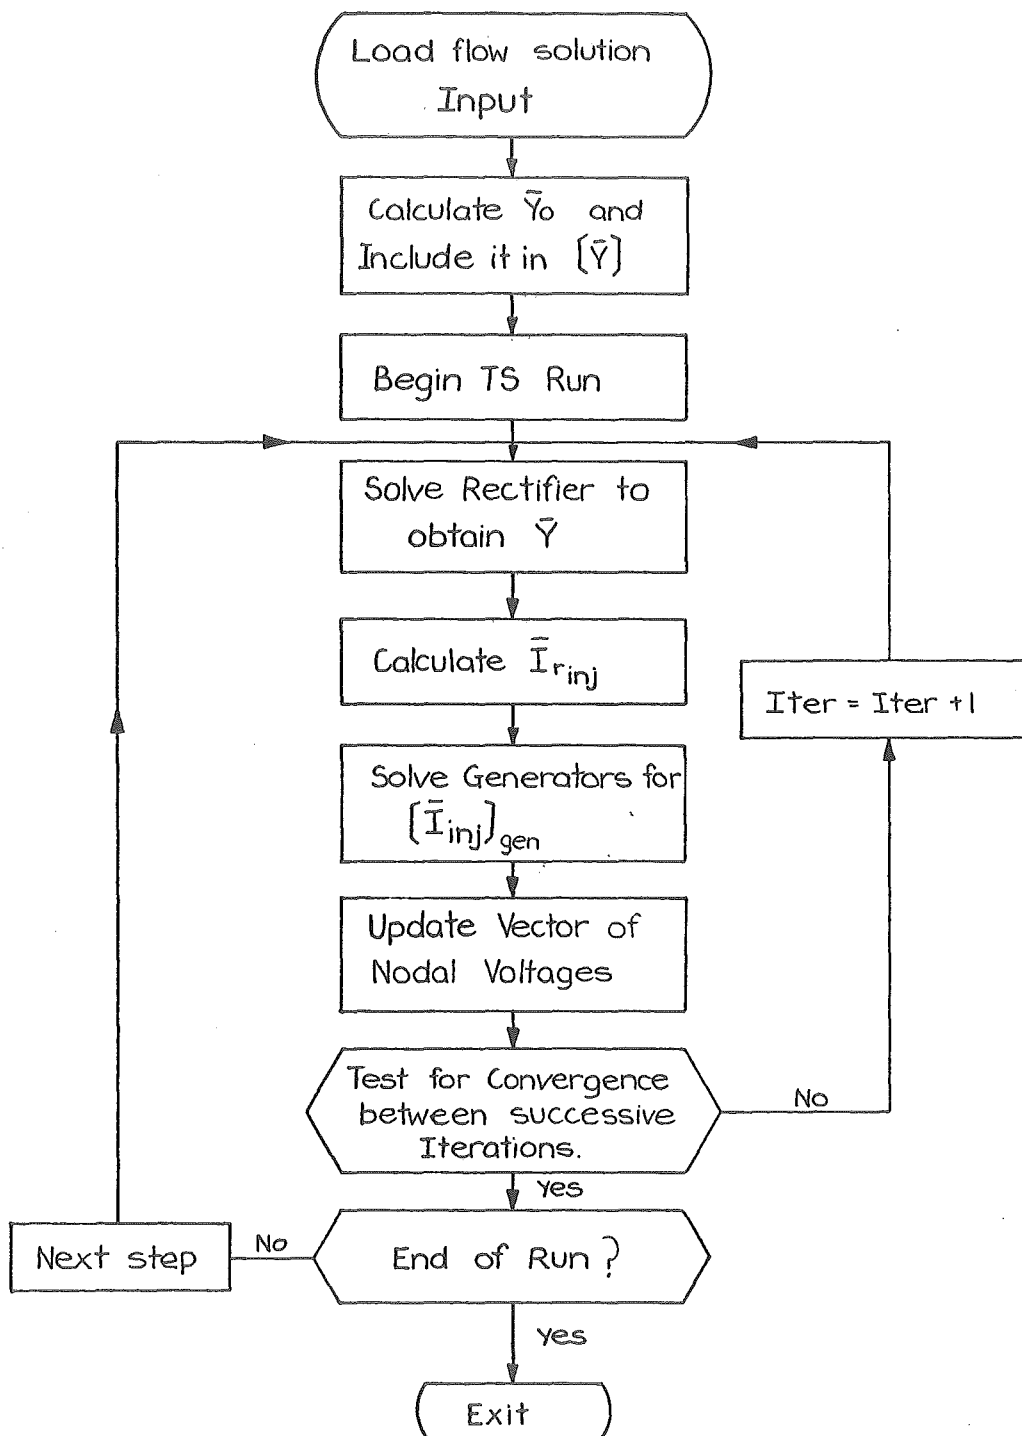 Load flow solution
Input
Calculate Ȳo and
Include it in [Ȳ]
Begin TS Run
Solve Rectifier to
obtain Ȳ
Calculate Ī r inj
Iter = Iter +1
Solve Generators for
[Ī inj] gen
Update Vector of
Nodal Voltages
Test for Convergence
between successive
Iterations.
No
yes
Next step
No
End of Run ?
yes
Exit